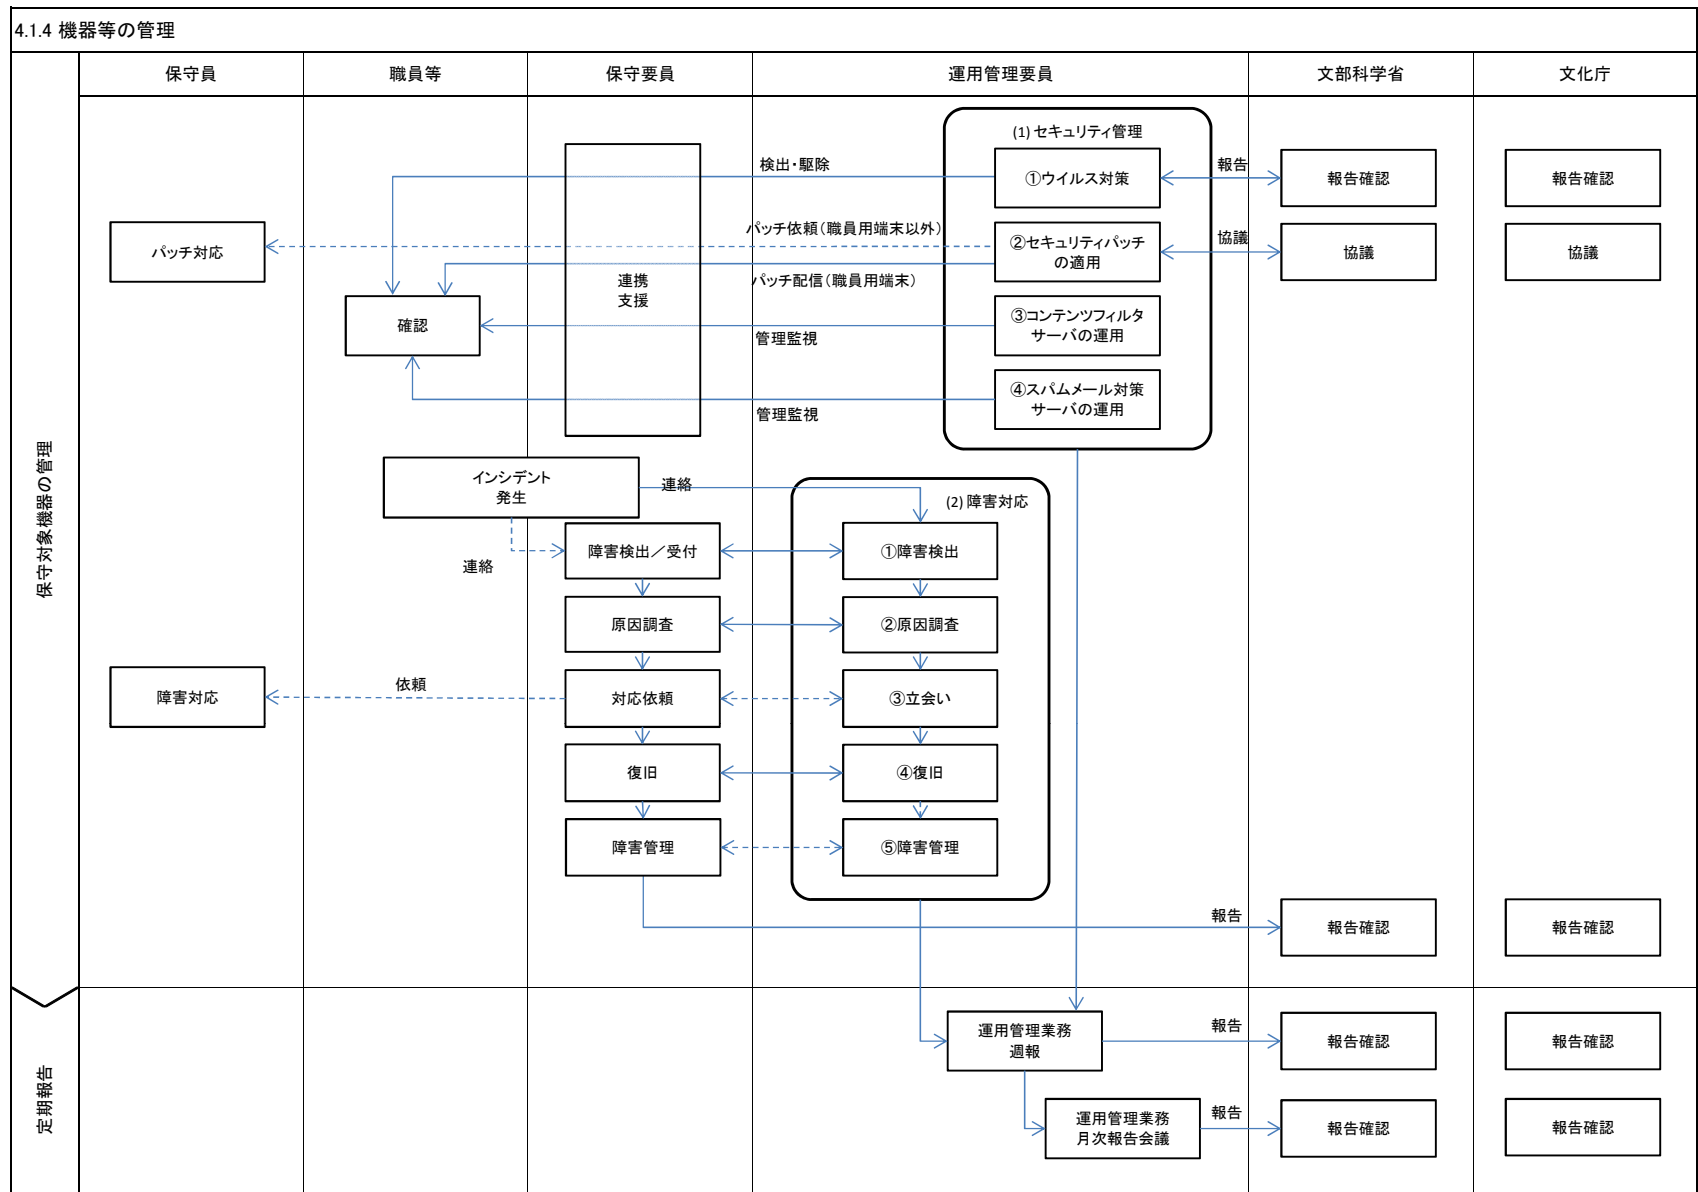 4.1.4 機器等の管理
保守員
職員等
保守要員
運用管理要員
文部科学省
文化庁
保守対象機器の管理
(1) セキュリティ管理
検出・駆除
①ウイルス対策
報告
報告確認
報告確認
パッチ対応
パッチ依頼（職員用端末以外）
②セキュリティパッチ
の適用
協議
協議
協議
連携
支援
パッチ配信（職員用端末）
確認
③コンテンツフィルタ
サーバの運用
管理監視
④スパムメール対策
サーバの運用
管理監視
インシデント
発生
連絡
(2) 障害対応
連絡
障害検出／受付
①障害検出
原因調査
②原因調査
障害対応
依頼
対応依頼
③立会い
復旧
④復旧
障害管理
⑤障害管理
報告
報告確認
報告確認
定期報告
運用管理業務
週報
報告
報告確認
報告確認
運用管理業務
月次報告会議
報告
報告確認
報告確認